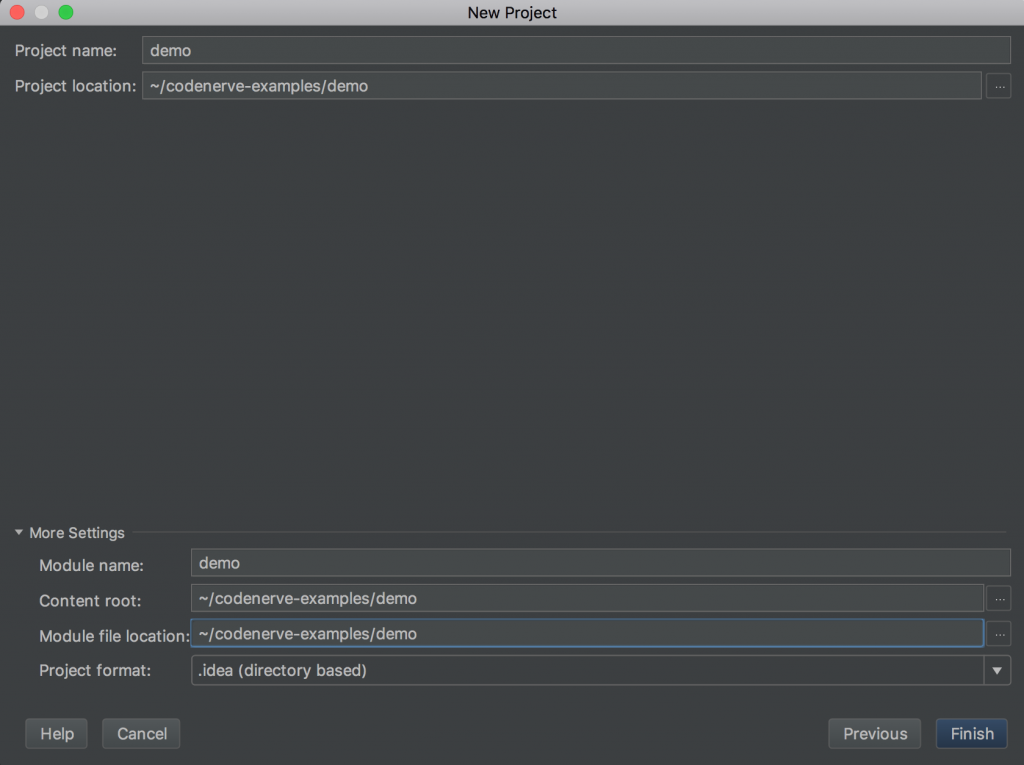 New Project
Project name: demo
Project location: ~/codenerve-examples/demo ...
More Settings
Module name: demo
Content root: ~/codenerve-examples/demo ...
Module file location: ~/codenerve-examples/demo ...
Project format: .idea (directory based)
Help Cancel Previous Finish